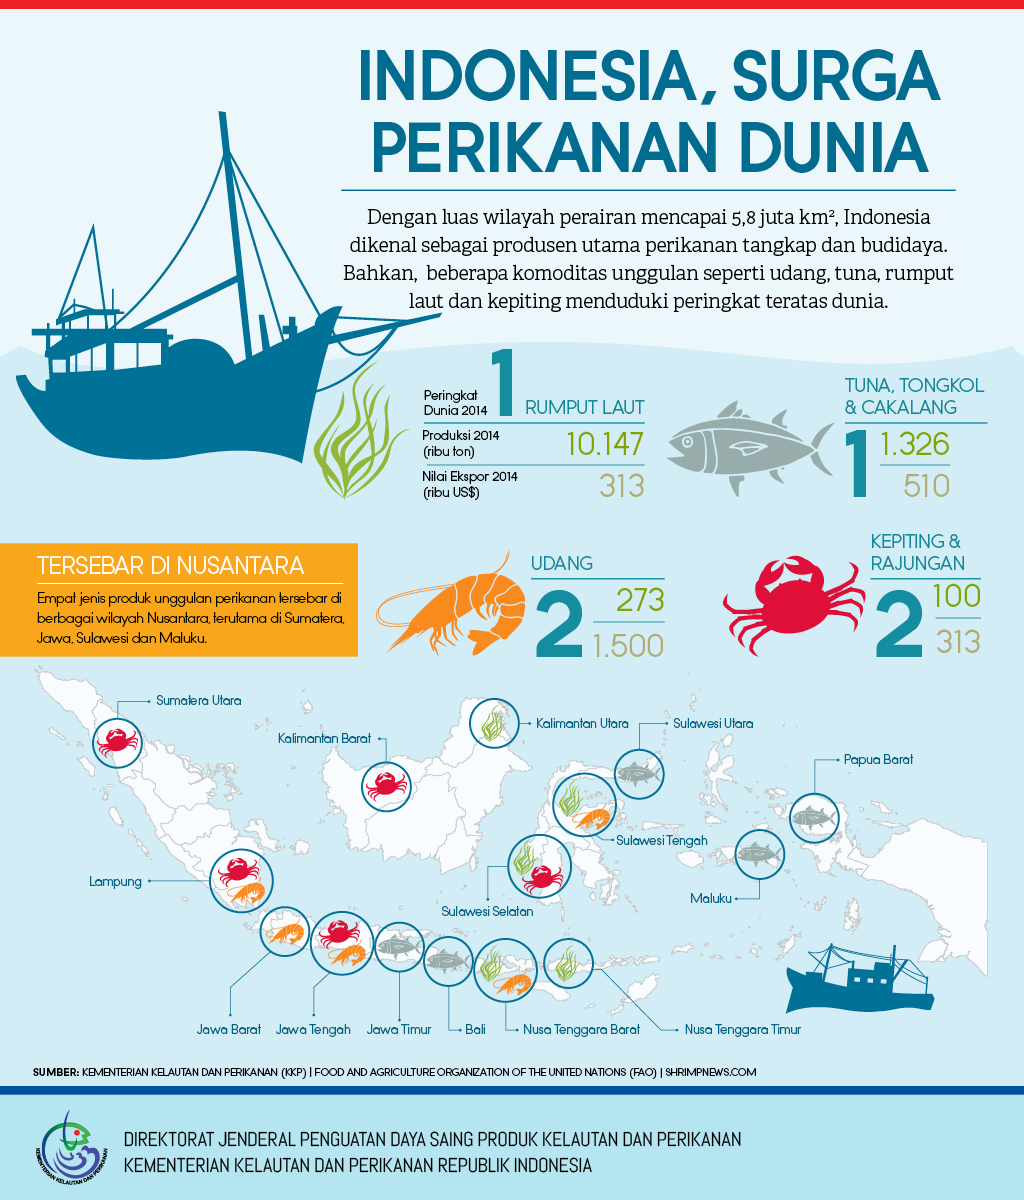 INDONESIA, SURGA
PERIKANAN DUNIA
Dengan luas wilayah perairan mencapai 5,8 juta km², Indonesia
dikenal sebagai produsen utama perikanan tangkap dan budidaya.
Bahkan, beberapa komoditas unggulan seperti udang, tuna, rumput
laut dan kepiting menduduki peringkat teratas dunia.
Peringkat
Dunia 2014
1
RUMPUT LAUT
Produksi 2014
(ribu ton)
10.147
Nilai Ekspor 2014
(ribu US$)
313
TUNA, TONGKOL
& CAKALANG
1
1.326
510
TERSEBAR DI NUSANTARA
Empat jenis produk unggulan perikanan tersebar di
berbagai wilayah Nusantara, terutama di Sumatera,
Jawa, Sulawesi dan Maluku.
UDANG
2
273
1.500
KEPITING &
RAJUNGAN
2
100
313
Sumatera Utara
Kalimantan Barat
Kalimantan Utara
Sulawesi Utara
Papua Barat
Sulawesi Tengah
Lampung
Sulawesi Selatan
Maluku
Jawa Barat
Jawa Tengah
Jawa Timur
Bali
Nusa Tenggara Barat
Nusa Tenggara Timur
SUMBER: KEMENTERIAN KELAUTAN DAN PERIKANAN (KKP) | FOOD AND AGRICULTURE ORGANIZATION OF THE UNITED NATIONS (FAO) | SHRIMPNEWS.COM
KEMENTERIAN KELAUTAN DAN PERIKANAN
DIREKTORAT JENDERAL PENGUATAN DAYA SAING PRODUK KELAUTAN DAN PERIKANAN
KEMENTERIAN KELAUTAN DAN PERIKANAN REPUBLIK INDONESIA